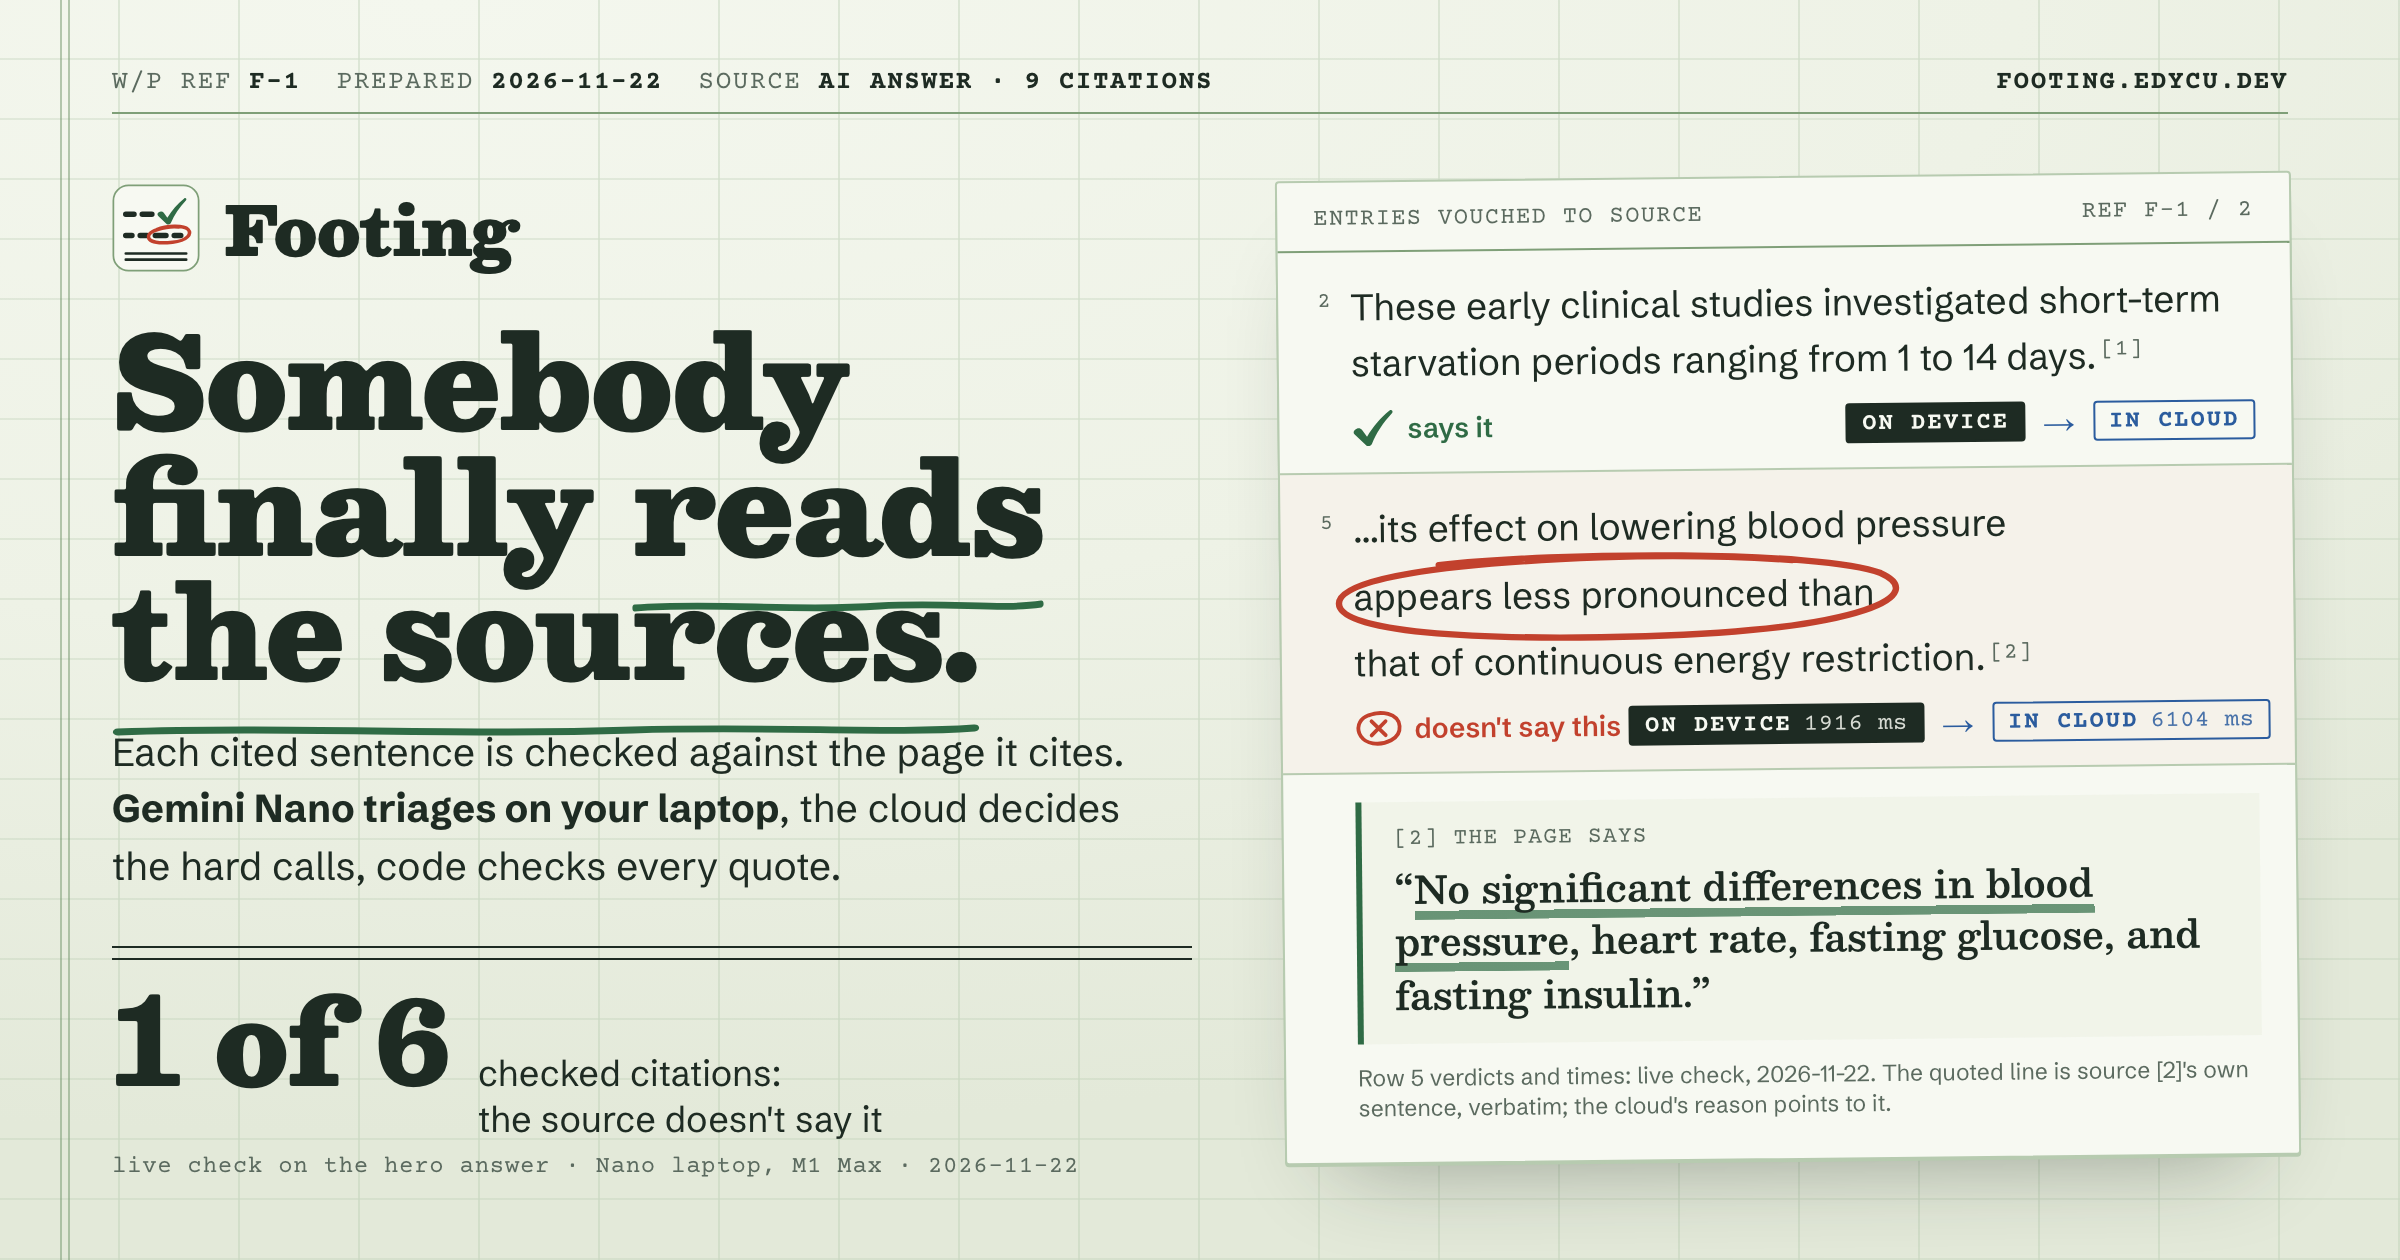 W/P REF F-1 PREPARED 2026-11-22 SOURCE AI ANSWER · 9 CITATIONS
FOOTING.EDYCU.DEV
Footing
Somebody
finally reads
the sources.
Each cited sentence is checked against the page it cites.
Gemini Nano triages on your laptop, the cloud decides
the hard calls, code checks every quote.
1 of 6
checked citations:
the source doesn't say it
live check on the hero answer · Nano laptop, M1 Max · 2026-11-22
ENTRIES VOUCHED TO SOURCE REF F-1 / 2
2 These early clinical studies investigated short-term
starvation periods ranging from 1 to 14 days. [1]
says it ON DEVICE → IN CLOUD
5 …its effect on lowering blood pressure
appears less pronounced than
that of continuous energy restriction. [2]
doesn't say this ON DEVICE 1916 ms → IN CLOUD 6104 ms
[2] THE PAGE SAYS
“No significant differences in blood
pressure, heart rate, fasting glucose, and
fasting insulin.”
Row 5 verdicts and times: live check, 2026-11-22. The quoted line is source [2]'s own
sentence, verbatim; the cloud's reason points to it.